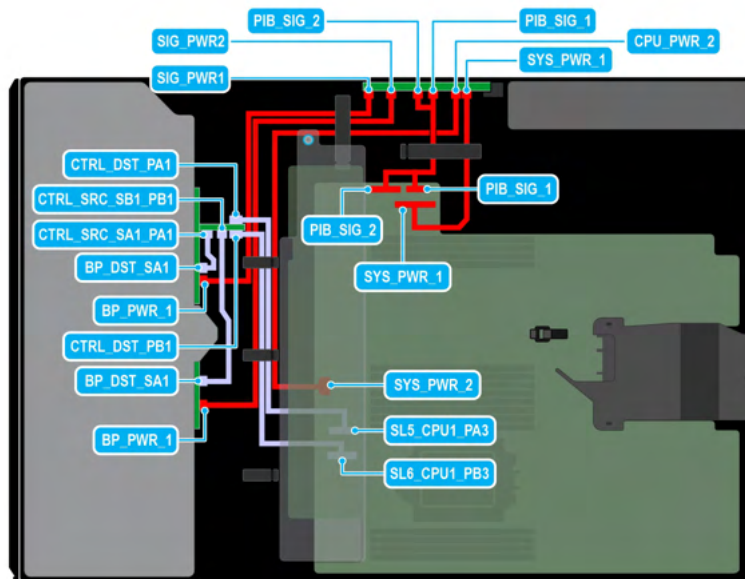 PIB_SIG_2
PIB_SIG_1
SIG_PWR2
CPU_PWR_2
SYS_PWR_1
SIG_PWR1
CTRL_DST_PA1
CTRL_SRC_SB1_PB1
PIB_SIG_1
CTRL_SRC_SA1_PA1
PIB_SIG_2
BP_DST_SA1
SYS_PWR_1
BP_PWR_1
CTRL_DST_PB1
BP_DST_SA1
SYS_PWR_2
SL5_CPU1_PA3
BP_PWR_1
SL6_CPU1_PB3